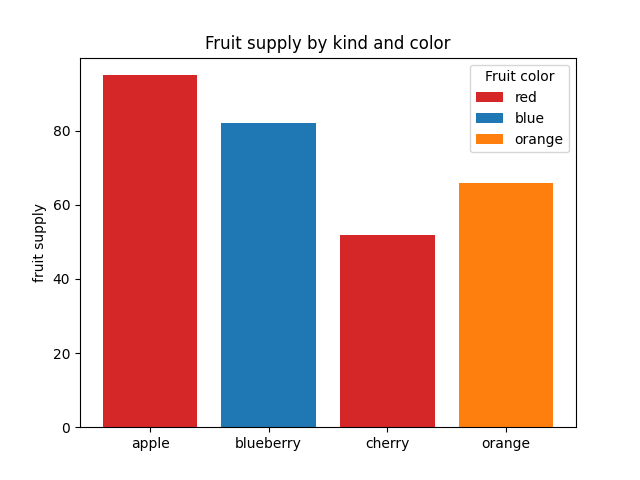 Fruit supply by kind and color
Fruit color
red
blue
orange
fruit supply
80
60
40
20
0
apple
blueberry
cherry
orange